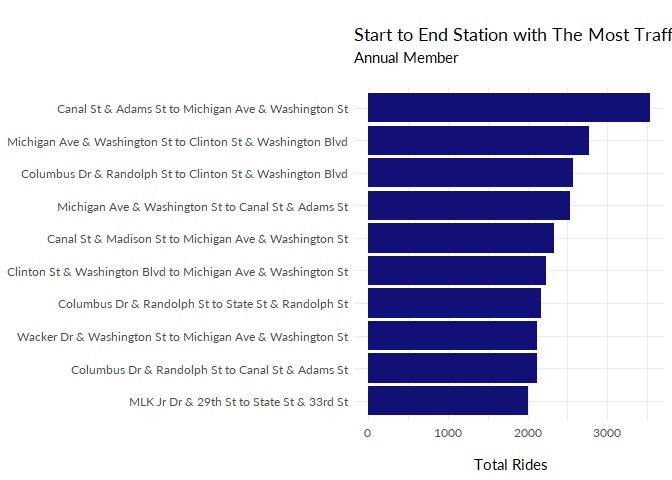 Start to End Station with The Most Traff
Annual Member
Canal St & Adams St to Michigan Ave & Washington St
Michigan Ave & Washington St to Clinton St & Washington Blvd
Columbus Dr & Randolph St to Clinton St & Washington Blvd
Michigan Ave & Washington St to Canal St & Adams St
Canal St & Madison St to Michigan Ave & Washington St
Clinton St & Washington Blvd to Michigan Ave & Washington St
Columbus Dr & Randolph St to State St & Randolph St
Wacker Dr & Washington St to Michigan Ave & Washington St
Columbus Dr & Randolph St to Canal St & Adams St
MLK Jr Dr & 29th St to State St & 33rd St
0 1000 2000 3000
Total Rides